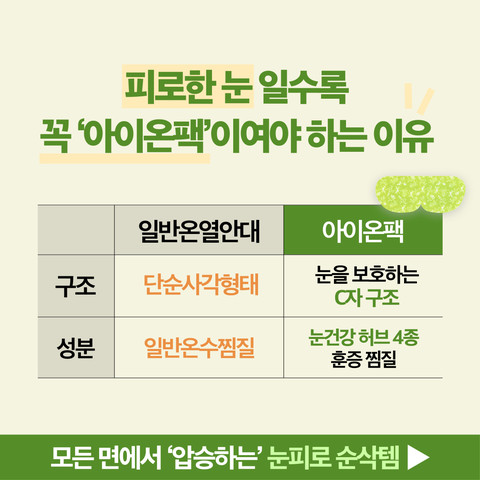 피로한 눈 일수록
꼭 ‘아이온팩’이여야 하는 이유
일반온열안대
아이온팩
구조
단순사각형태
눈을 보호하는
C자 구조
성분
일반온수찜질
눈건강 허브 4종
훈증 찜질
모든 면에서 ‘압승하는’ 눈피로 순삭템 ▶